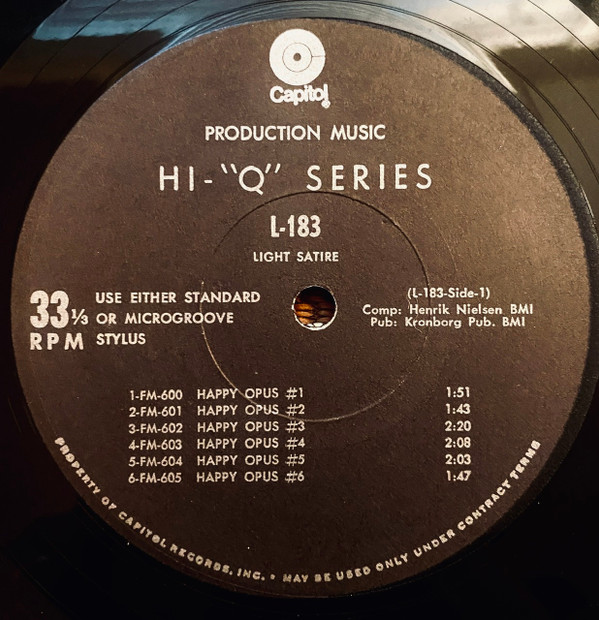 Capitol
PRODUCTION MUSIC
HI-"Q" SERIES
L-183
LIGHT SATIRE
33⅓ RPM
USE EITHER STANDARD
OR MICROGROOVE
STYLUS
(L-183-Side-1)
Comp: Henrik Nielsen BMI
Pub: Kronborg Pub. BMI
1-FM-600 HAPPY OPUS #1 1:51
2-FM-601 HAPPY OPUS #2 1:43
3-FM-602 HAPPY OPUS #3 2:20
4-FM-603 HAPPY OPUS #4 2:08
5-FM-604 HAPPY OPUS #5 2:03
6-FM-605 HAPPY OPUS #6 1:47
PROPERTY OF CAPITOL RECORDS, INC. • MAY BE USED ONLY UNDER CONTRACT TERMS